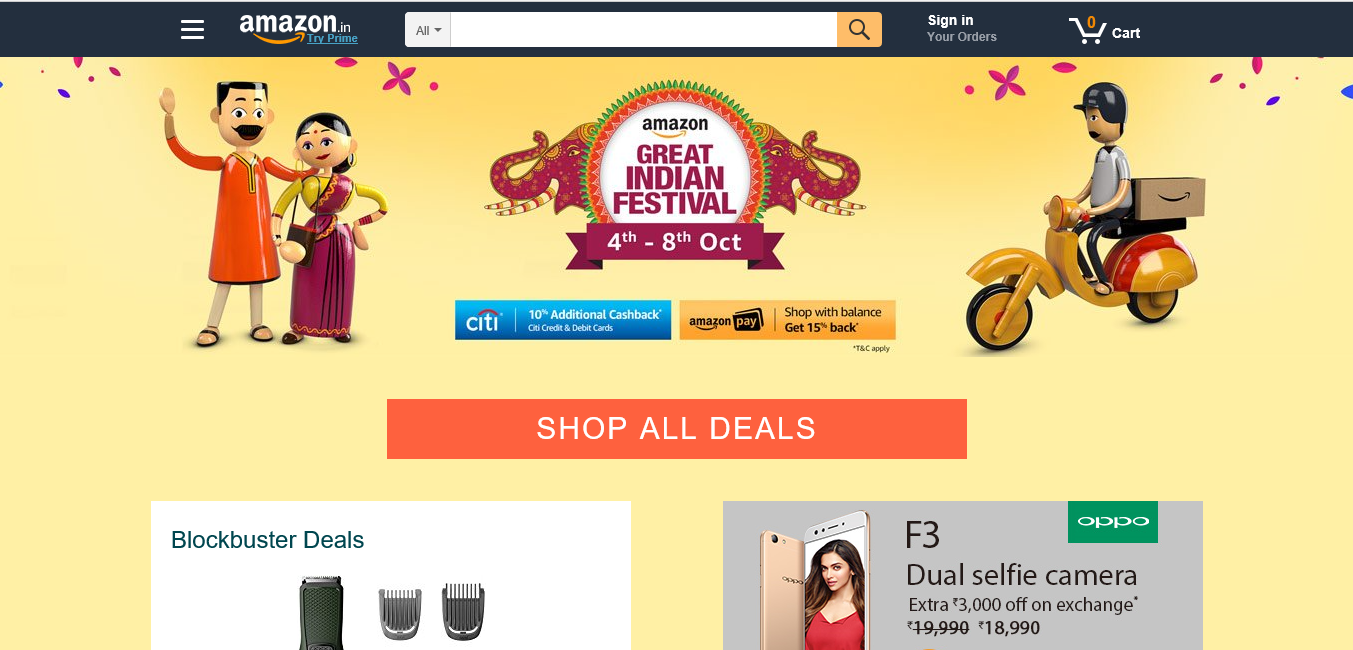 amazon.in
Try Prime
All
Sign in
Your Orders
0
Cart
amazon
GREAT
INDIAN
FESTIVAL
4th - 8th Oct
citi
10% Additional Cashback*
Citi Credit & Debit Cards
amazon pay
Shop with balance
Get 15% back*
*T&C apply
SHOP ALL DEALS
Blockbuster Deals
oppo
F3
oppo
Dual selfie camera
Extra ₹3,000 off on exchange*
₹19,990 ₹18,990